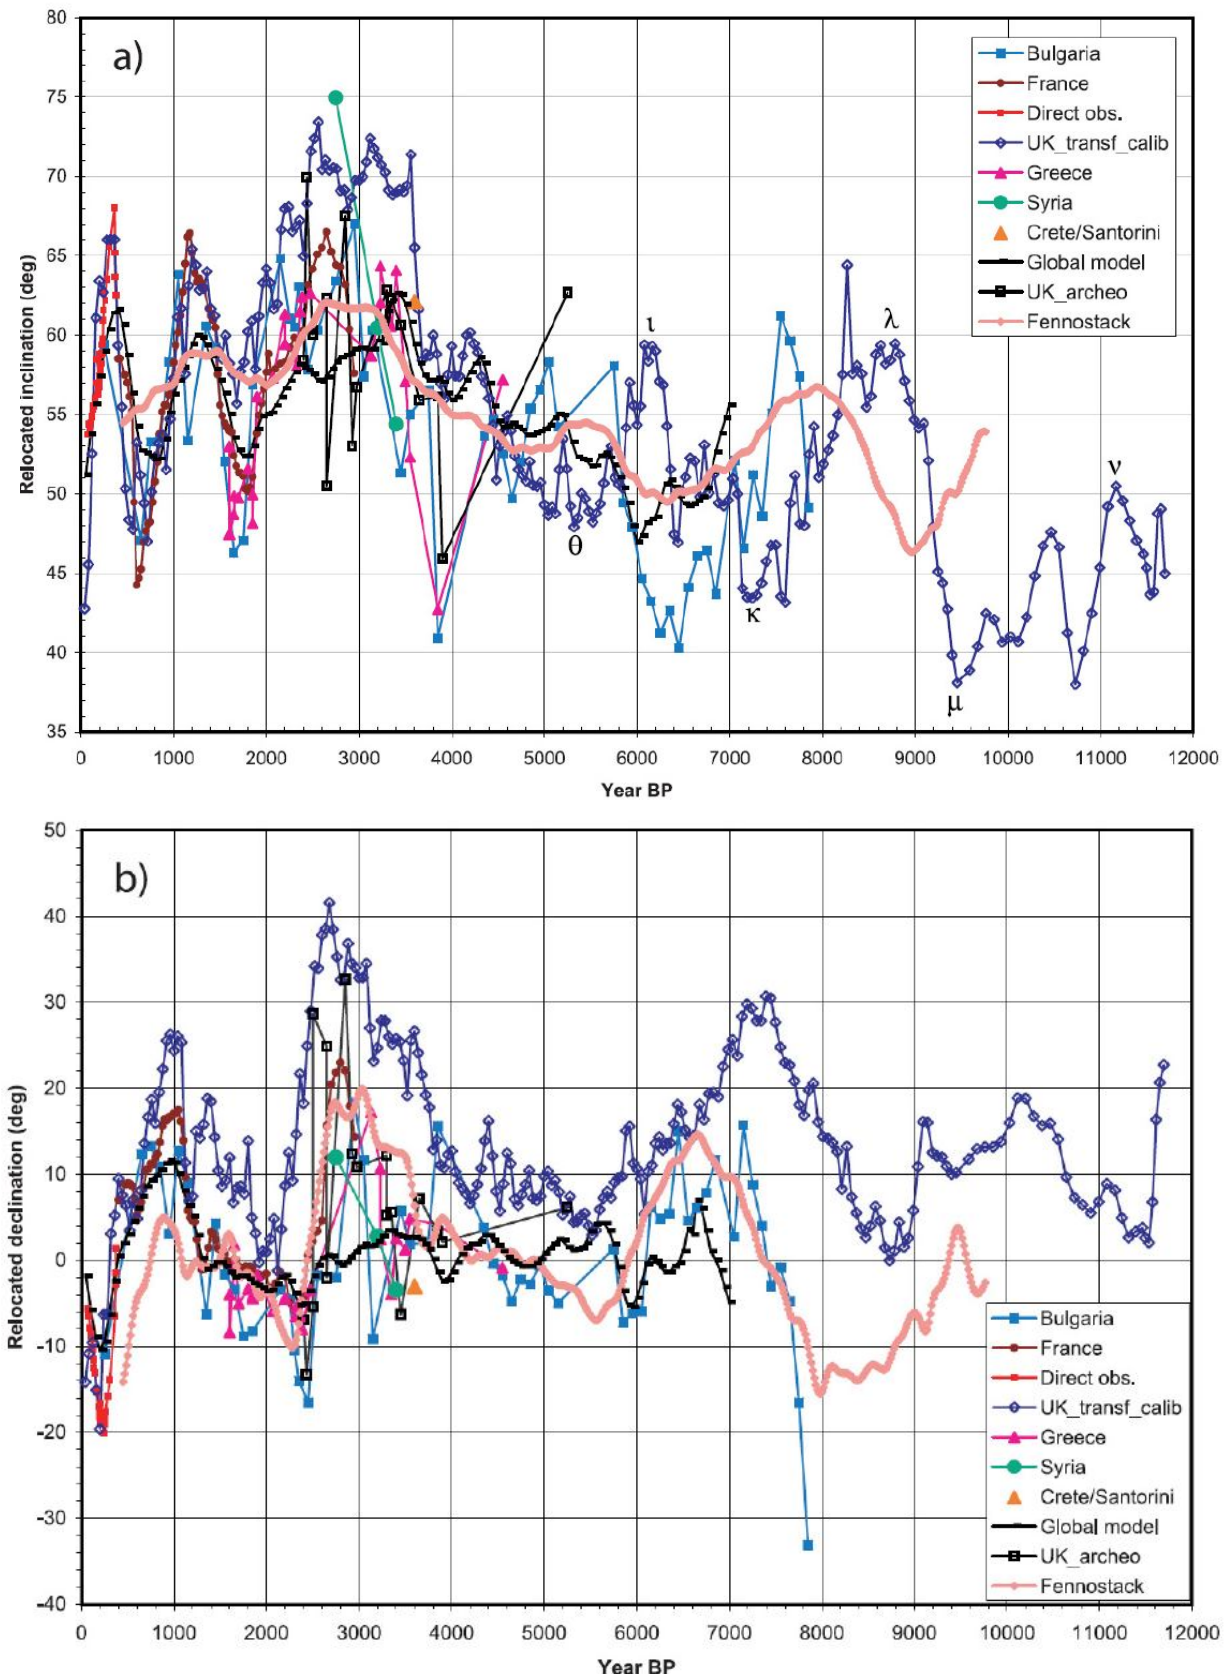 a)
80
75
70
65
60
55
50
45
40
35
Relocated inclination (deg)
Bulgaria
France
Direct obs.
UK_transf_calib
Greece
Syria
Crete/Santorini
Global model
UK_archeo
Fennostack
ι
λ
θ
κ
ν
μ
0 1000 2000 3000 4000 5000 6000 7000 8000 9000 10000 11000 12000
Year BP
b)
50
40
30
20
10
0
-10
-20
-30
-40
Relocated declination (deg)
Bulgaria
France
Direct obs.
UK_transf_calib
Greece
Syria
Crete/Santorini
Global model
UK_archeo
Fennostack
0 1000 2000 3000 4000 5000 6000 7000 8000 9000 10000 11000 12000
Year BP